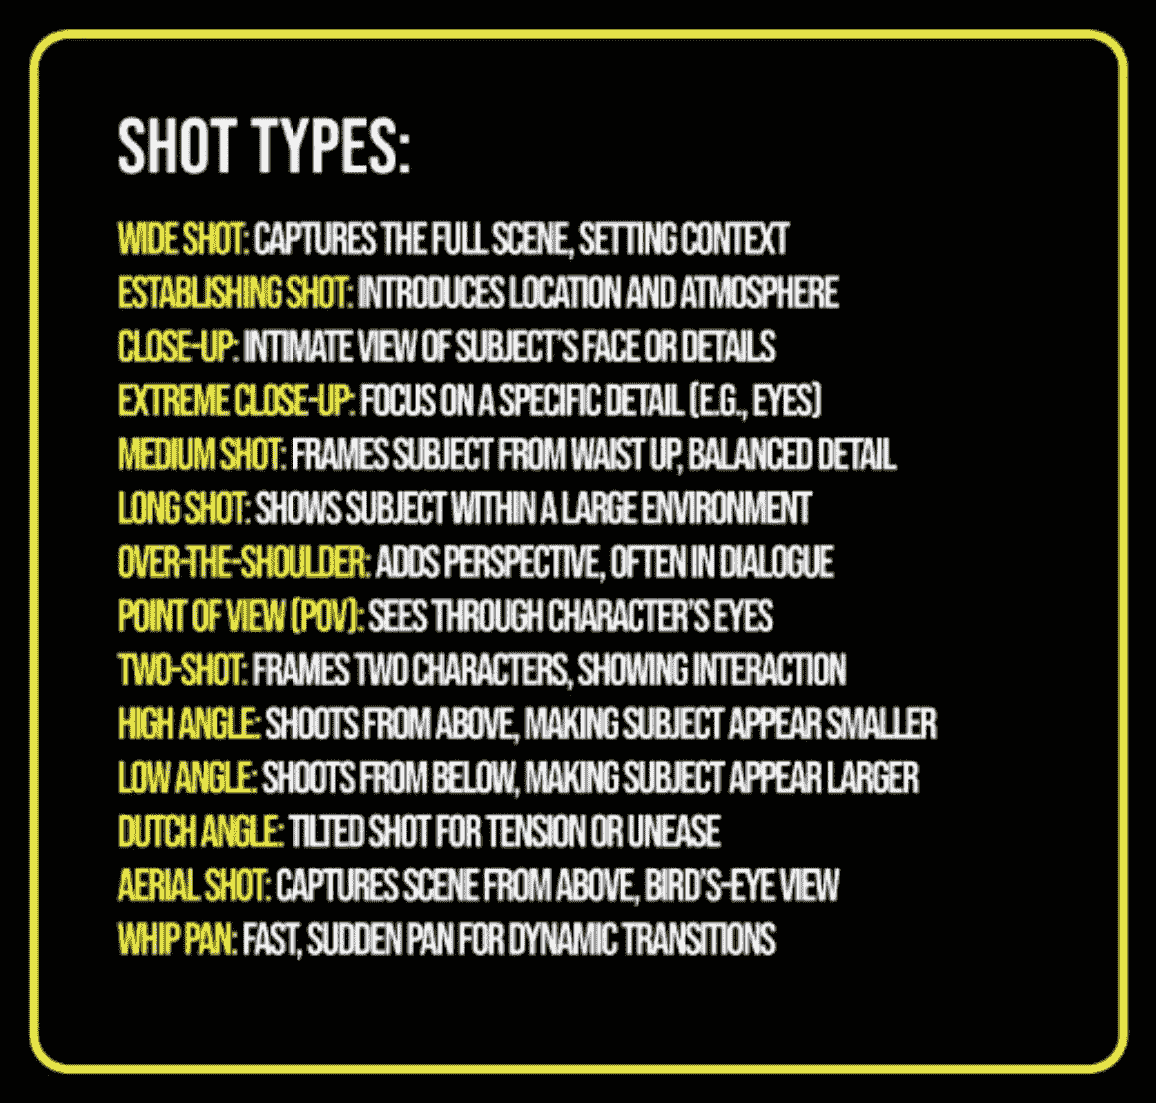 SHOT TYPES:
WIDE SHOT: CAPTURES THE FULL SCENE, SETTING CONTEXT
ESTABLISHING SHOT: INTRODUCES LOCATION AND ATMOSPHERE
CLOSE-UP: INTIMATE VIEW OF SUBJECT'S FACE OR DETAILS
EXTREME CLOSE-UP: FOCUS ON A SPECIFIC DETAIL (E.G., EYES)
MEDIUM SHOT: FRAMES SUBJECT FROM WAIST UP, BALANCED DETAIL
LONG SHOT: SHOWS SUBJECT WITHIN A LARGE ENVIRONMENT
OVER-THE-SHOULDER: ADDS PERSPECTIVE, OFTEN IN DIALOGUE
POINT OF VIEW (POV): SEES THROUGH CHARACTER'S EYES
TWO-SHOT: FRAMES TWO CHARACTERS, SHOWING INTERACTION
HIGH ANGLE: SHOOTS FROM ABOVE, MAKING SUBJECT APPEAR SMALLER
LOW ANGLE: SHOOTS FROM BELOW, MAKING SUBJECT APPEAR LARGER
DUTCH ANGLE: TILTED SHOT FOR TENSION OR UNEASE
AERIAL SHOT: CAPTURES SCENE FROM ABOVE, BIRD'S-EYE VIEW
WHIP PAN: FAST, SUDDEN PAN FOR DYNAMIC TRANSITIONS